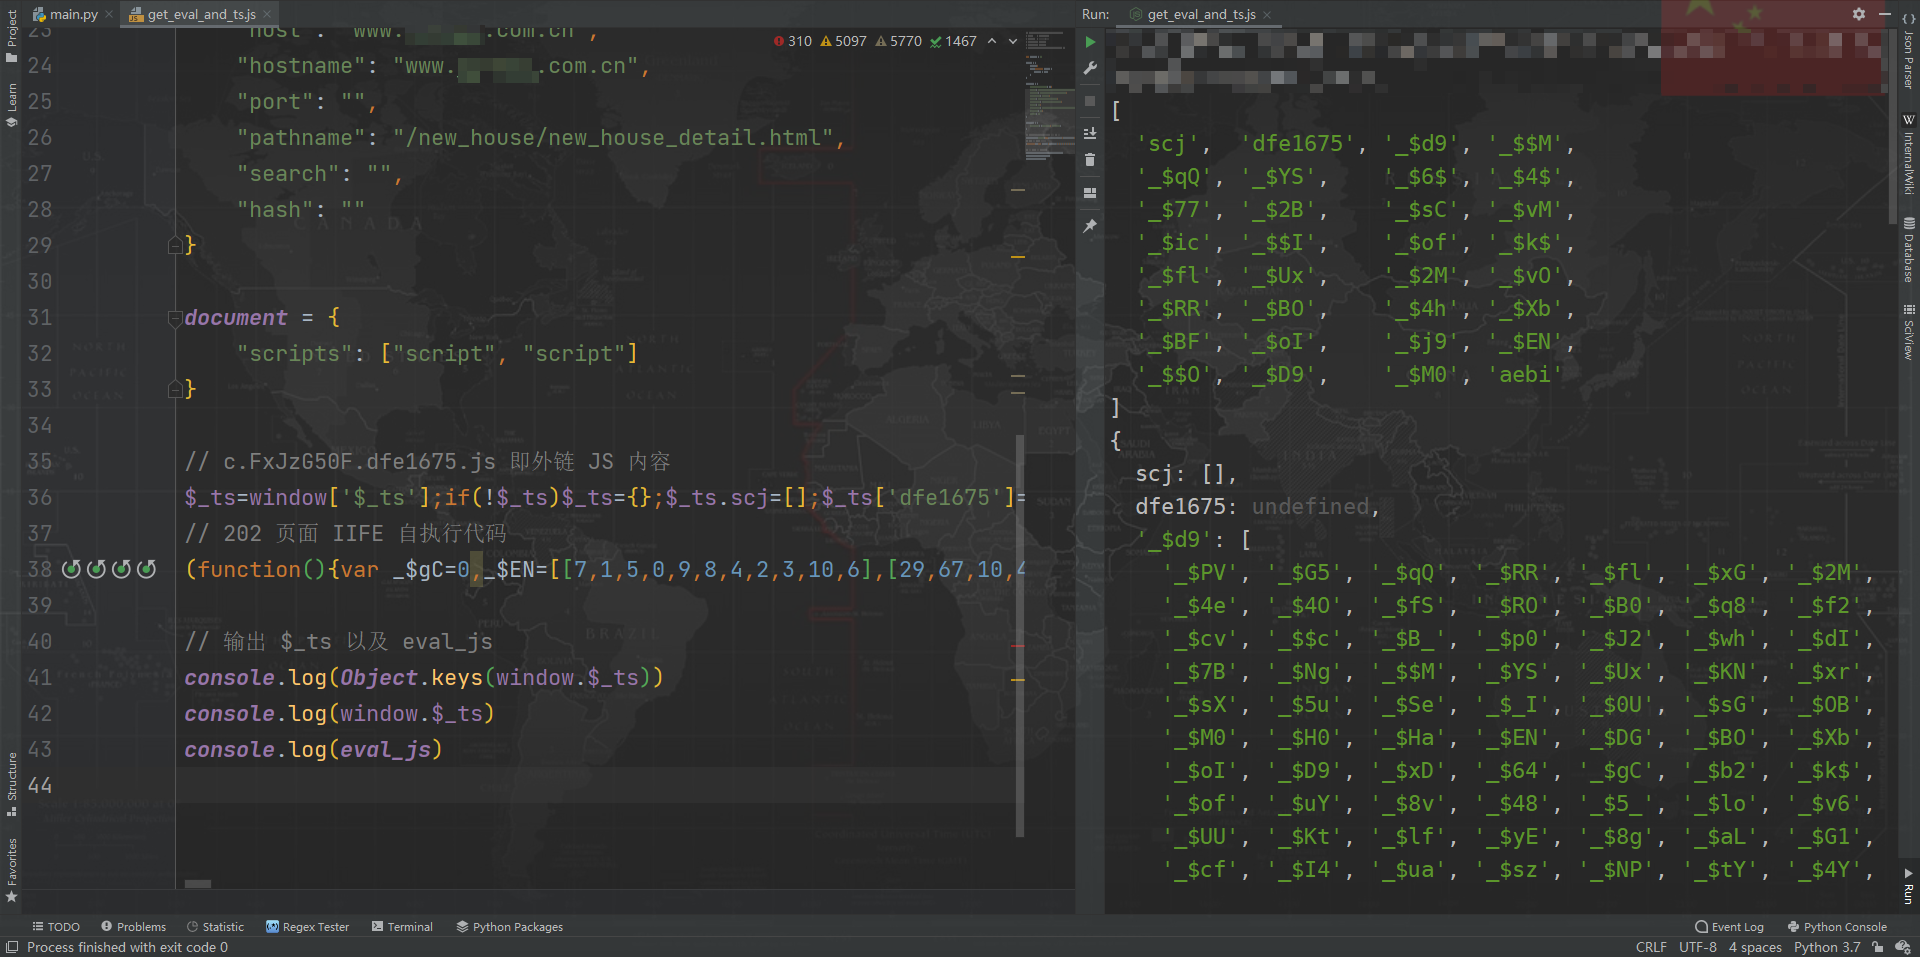 main.py
get_eval_and_ts.js
Run:
get_eval_and_ts.js
310 5097 5770 1467
23 "host": "www. .com.cn",
24 "hostname": "www. .com.cn",
25 "port": "",
26 "pathname": "/new_house/new_house_detail.html",
27 "search": "",
28 "hash": ""
29 }
30
31 document = {
32 "scripts": ["script", "script"]
33 }
34
35 // c.FxJzG50F.dfe1675.js 即外链 JS 内容
36 $_ts=window['$_ts'];if(!$_ts)$_ts={};$_ts.scj=[];$_ts['dfe1675']=
37 // 202 页面 IIFE 自执行代码
38 (function(){var _$gC=0,_$EN=[[7,1,5,0,9,8,4,2,3,10,6],[29,67,10,4
39
40 // 输出 $_ts 以及 eval_js
41 console.log(Object.keys(window.$_ts))
42 console.log(window.$_ts)
43 console.log(eval_js)
44
[
'scj', 'dfe1675', '_$d9', '_$$M',
'_$qQ', '_$YS', '_$6$', '_$4$',
'_$77', '_$2B', '_$sC', '_$vM',
'_$ic', '_$$I', '_$of', '_$k$',
'_$fl', '_$Ux', '_$2M', '_$vO',
'_$RR', '_$BO', '_$4h', '_$Xb',
'_$BF', '_$oI', '_$j9', '_$EN',
'_$$O', '_$D9', '_$M0', 'aebi'
]
{
scj: [],
dfe1675: undefined,
'_$d9': [
'_$PV', '_$G5', '_$qQ', '_$RR', '_$fl', '_$xG', '_$2M',
'_$4e', '_$4O', '_$fS', '_$RO', '_$B0', '_$q8', '_$f2',
'_$cv', '_$$c', '_$B_', '_$p0', '_$J2', '_$wh', '_$dI',
'_$7B', '_$Ng', '_$$M', '_$YS', '_$Ux', '_$KN', '_$xr',
'_$sX', '_$5u', '_$Se', '_$_I', '_$0U', '_$sG', '_$OB',
'_$M0', '_$H0', '_$Ha', '_$EN', '_$DG', '_$BO', '_$Xb',
'_$oI', '_$D9', '_$xD', '_$64', '_$gC', '_$b2', '_$k$',
'_$of', '_$uY', '_$8v', '_$48', '_$5_', '_$lo', '_$v6',
'_$UU', '_$Kt', '_$lf', '_$yE', '_$8g', '_$aL', '_$G1',
'_$cf', '_$I4', '_$ua', '_$sz', '_$NP', '_$tY', '_$4Y',
Project
Learn
Structure
Favorites
Json Parser
InternalWiki
Database
SciView
Run
TODO Problems Statistic Regex Tester Terminal Python Packages
Event Log Python Console
Process finished with exit code 0
CRLF UTF-8 4 spaces Python 3.7